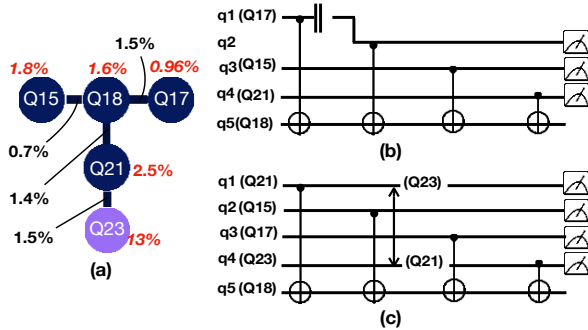 1.5%
1.8%
1.6%
0.96%
Q15
Q18
Q17
0.7%
Q21
2.5%
1.4%
1.5%
Q23
13%
(a)
q1 (Q17)
q2
q3 (Q15)
q4 (Q21)
q5(Q18)
(b)
q1 (Q21)
(Q23)
q2 (Q15)
q3 (Q17)
q4 (Q23)
(Q21)
q5 (Q18)
(c)